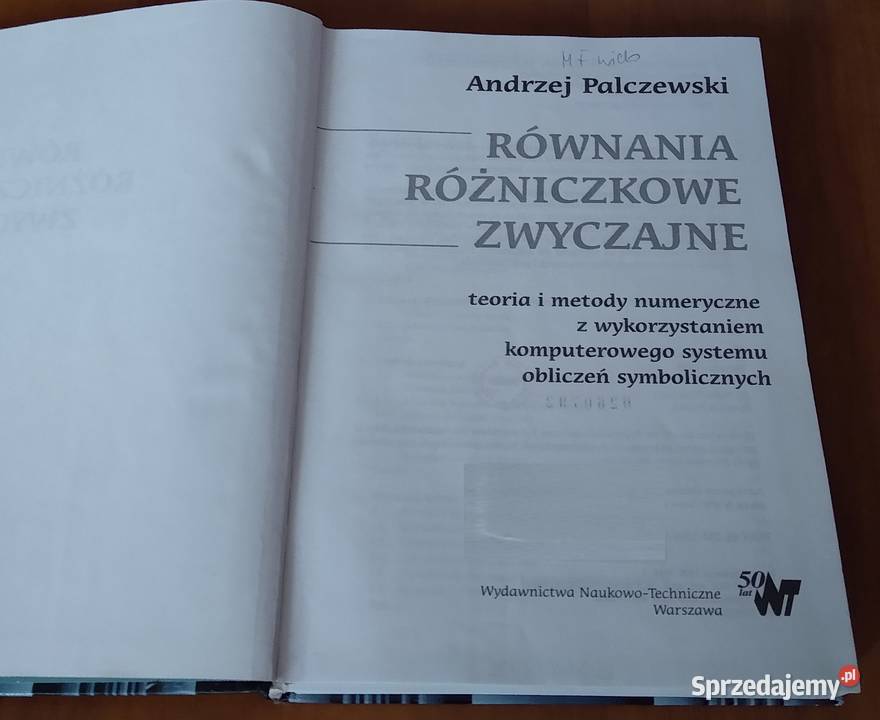 Andrzej Palczewski
RÓWNANIA
RÓŻNICZKOWE
ZWYCZAJNE
teoria i metody numeryczne
z wykorzystaniem
komputerowego systemu
obliczeń symbolicznych
Wydawnictwa Naukowo-Techniczne
Warszawa
50
lat
WNT
Sprzedajemy.pl